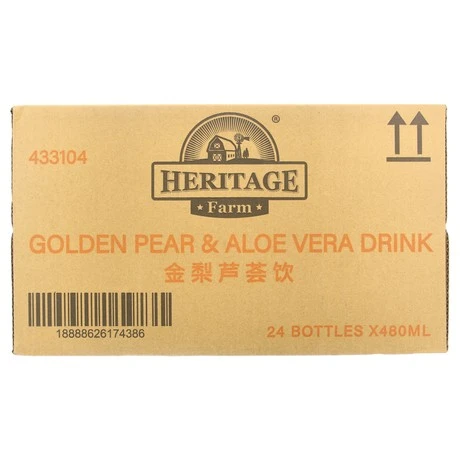 ®
433104
HERITAGE
Farm
GOLDEN PEAR & ALOE VERA DRINK
金梨芦荟饮
18888626174386
24 BOTTLES X480ML